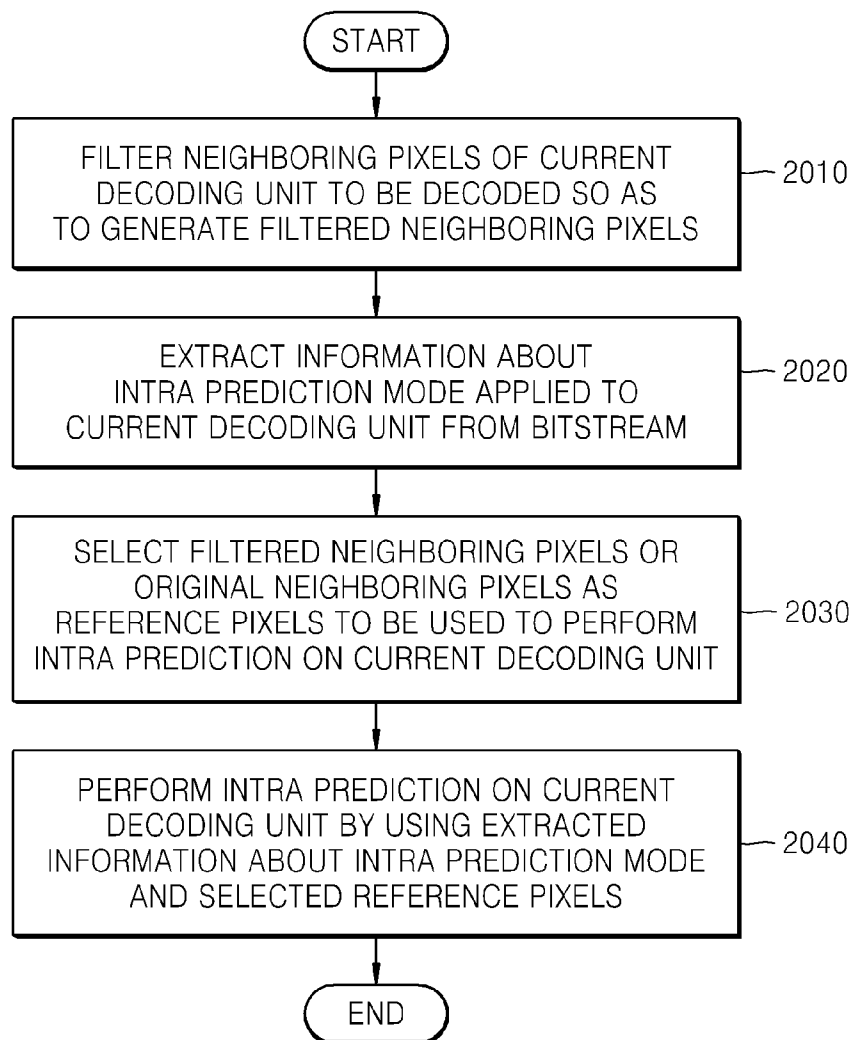 START
FILTER NEIGHBORING PIXELS OF CURRENT
DECODING UNIT TO BE DECODED SO AS
TO GENERATE FILTERED NEIGHBORING PIXELS
2010
EXTRACT INFORMATION ABOUT
INTRA PREDICTION MODE APPLIED TO
CURRENT DECODING UNIT FROM BITSTREAM
2020
SELECT FILTERED NEIGHBORING PIXELS OR
ORIGINAL NEIGHBORING PIXELS AS
REFERENCE PIXELS TO BE USED TO PERFORM
INTRA PREDICTION ON CURRENT DECODING UNIT
2030
PERFORM INTRA PREDICTION ON CURRENT
DECODING UNIT BY USING EXTRACTED
INFORMATION ABOUT INTRA PREDICTION MODE
AND SELECTED REFERENCE PIXELS
2040
END